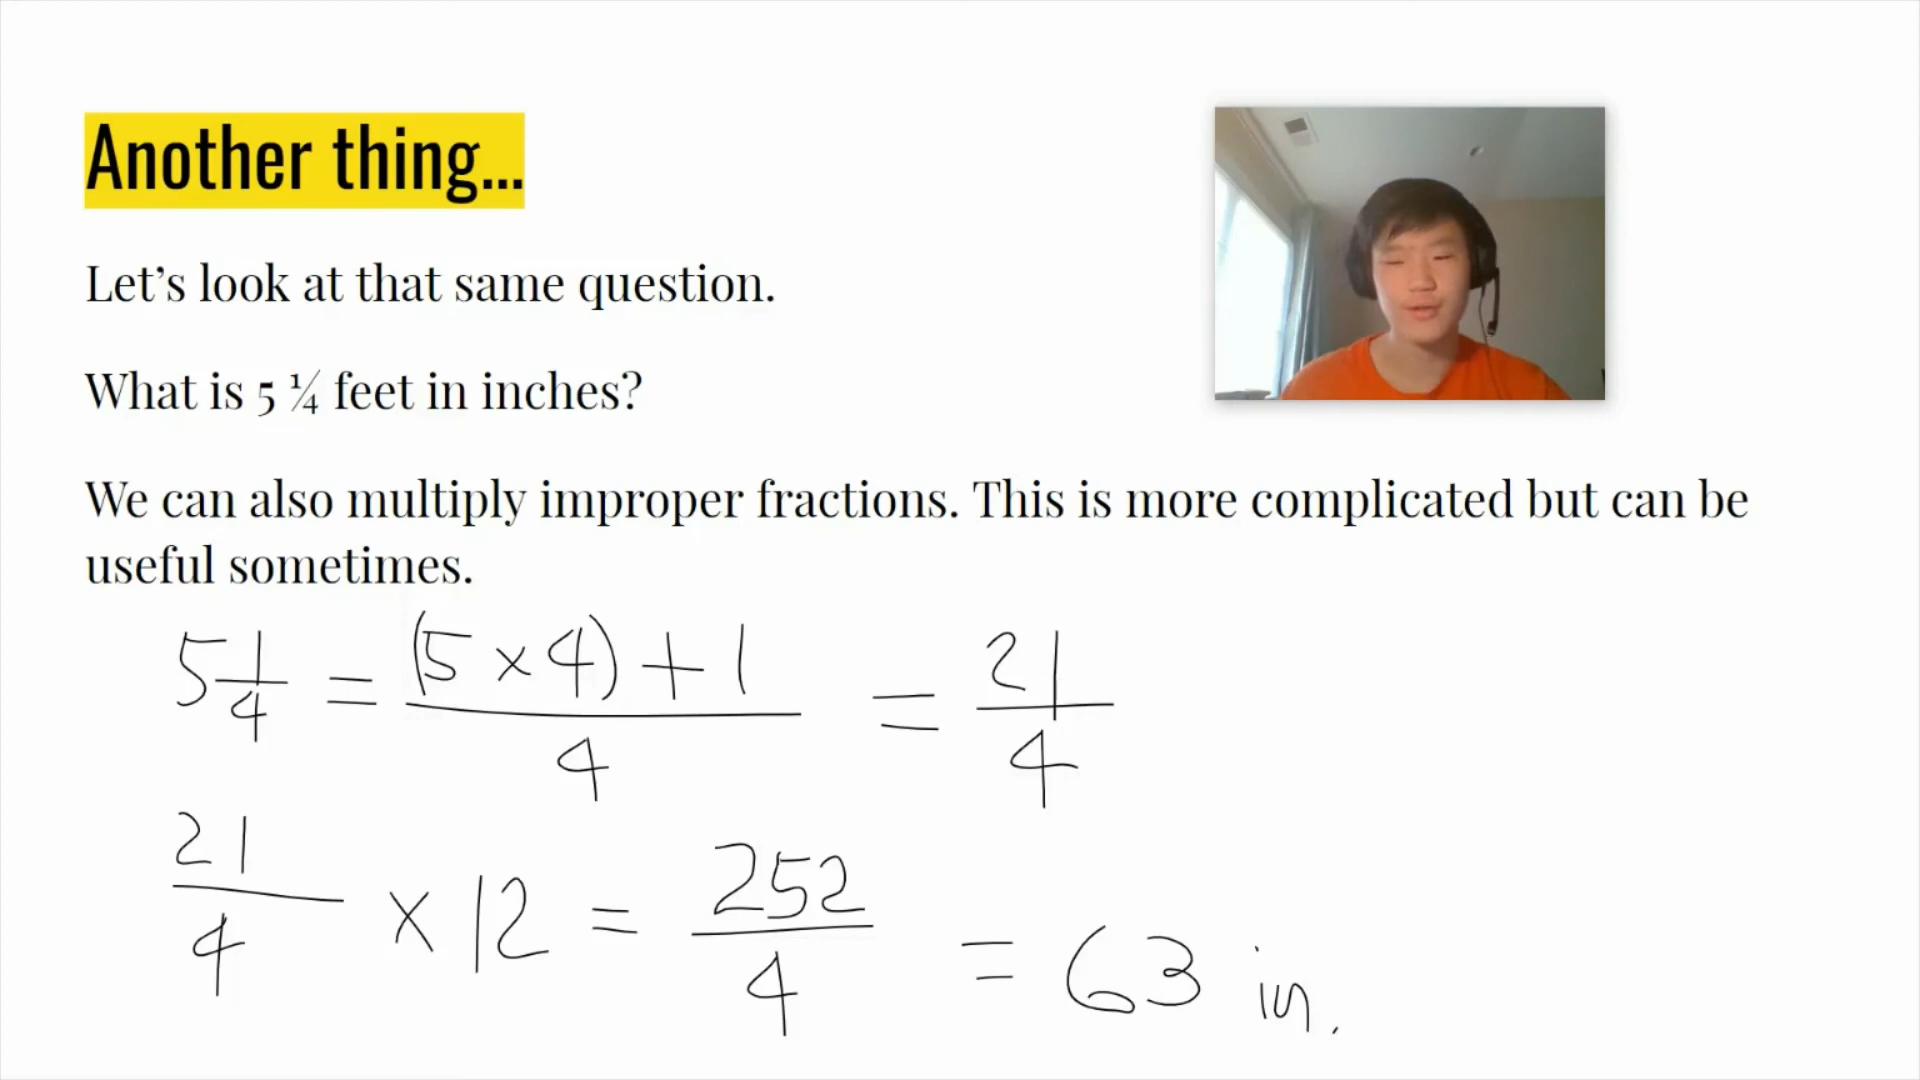 Another thing...
Let’s look at that same question.
What is 5 ¼ feet in inches?
We can also multiply improper fractions. This is more complicated but can be
useful sometimes.
5 1/4 = (5 × 4) + 1 / 4 = 21/4
21/4 × 12 = 252/4 = 63 in.